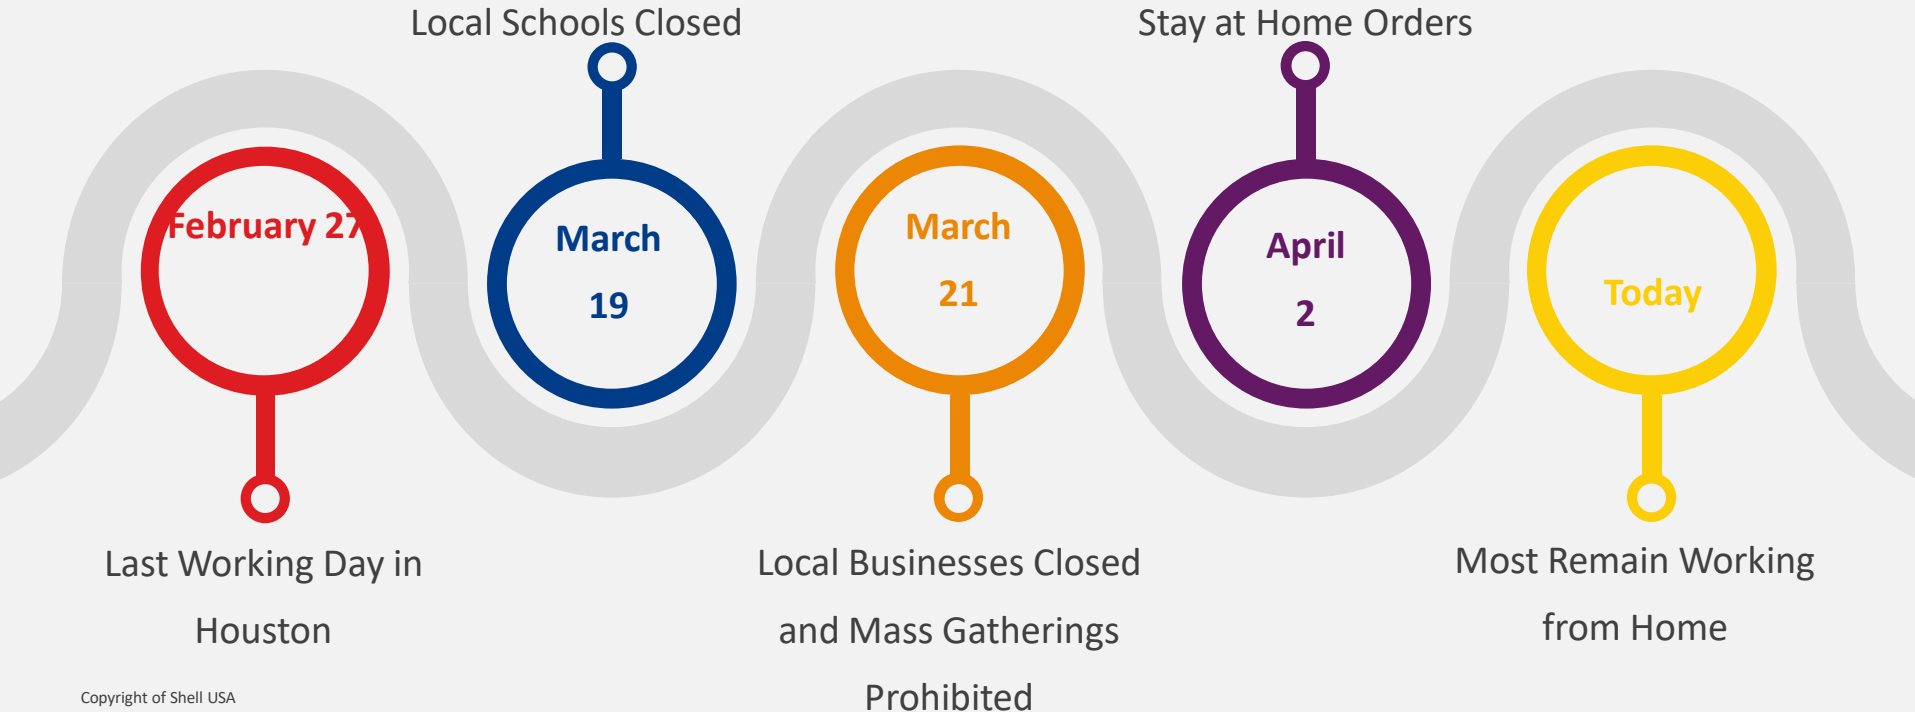 Local Schools Closed
Stay at Home Orders
February 27
March
19
March
21
April
2
Today
Last Working Day in
Houston
Local Businesses Closed
and Mass Gatherings
Prohibited
Most Remain Working
from Home
Copyright of Shell USA